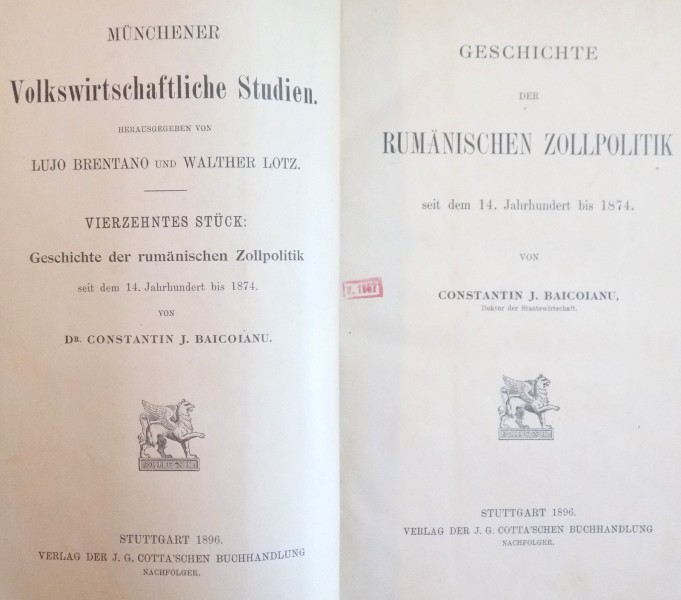 MÜNCHENER
Volkswirtschaftliche Studien.
HERAUSGEGEBEN VON
LUJO BRENTANO UND WALTHER LOTZ.
VIERZEHNTES STÜCK:
Geschichte der rumänischen Zollpolitik
seit dem 14. Jahrhundert bis 1874.
VON
DR. CONSTANTIN J. BAICOIANU.
STUTTGART 1896.
VERLAG DER J. G. COTTA'SCHEN BUCHHANDLUNG
NACHFOLGER.
GESCHICHTE
DER
RUMÄNISCHEN ZOLLPOLITIK
seit dem 14. Jahrhundert bis 1874.
VON
CONSTANTIN J. BAICOIANU,
Doktor der Staatswirtschaft.
STUTTGART 1896.
VERLAG DER J. G. COTTA'SCHEN BUCHHANDLUNG
NACHFOLGER.